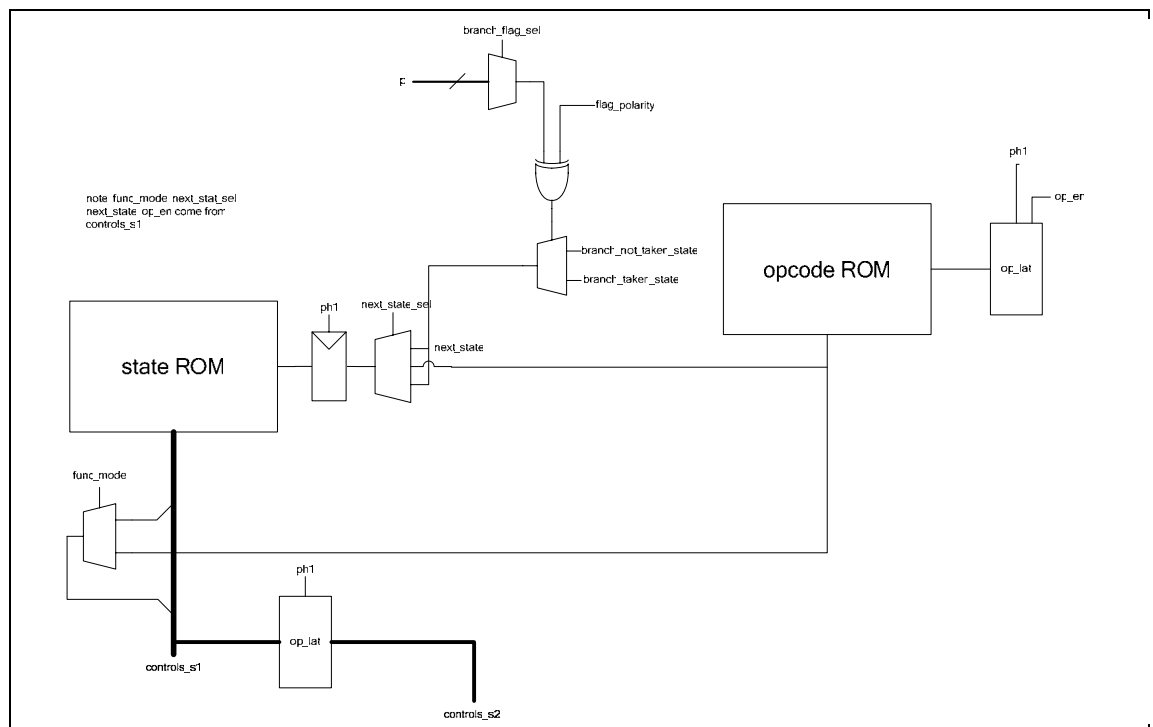 branch_flag_sel
p
flag_polarity
ph1
op_en
note func_mode next_stat_sel
next_state op_en come from
controls_s1
branch_not_taken_state
opcode ROM
op_lat
branch_taken_state
ph1
next_state_sel
next_state
state ROM
func_mode
ph1
op_lat
controls_s1
controls_s2